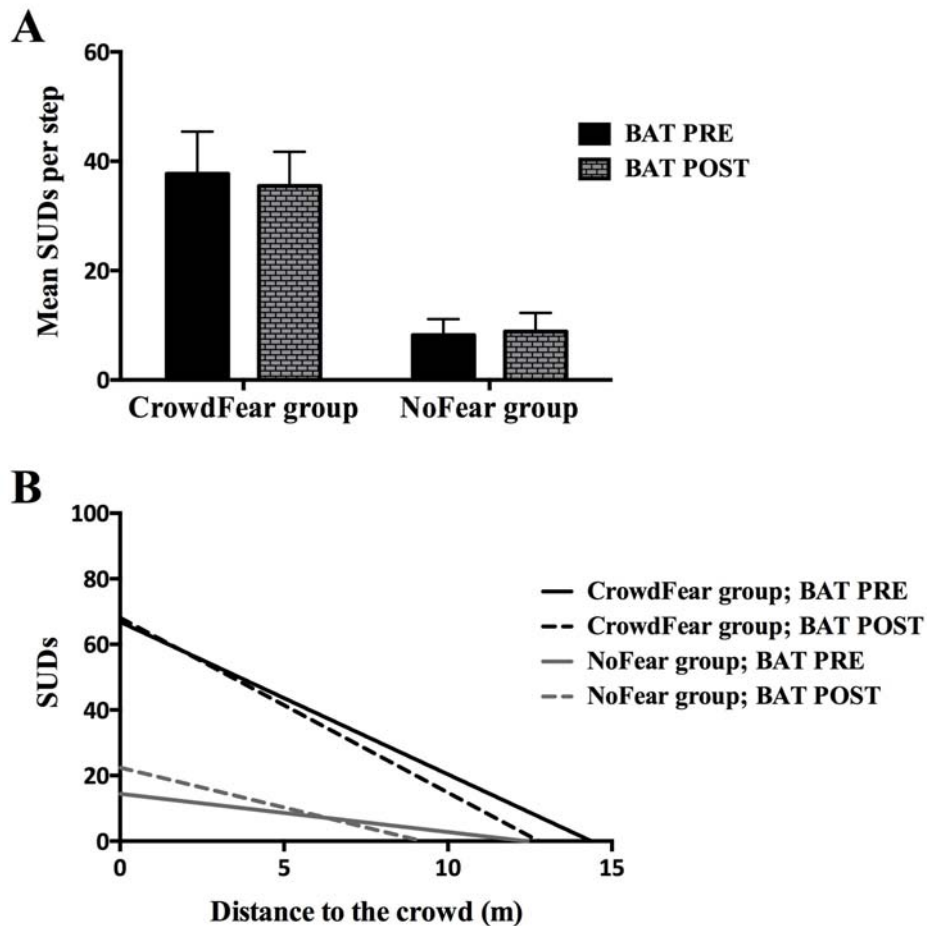 A
60
40
20
0
Mean SUDs per step
BAT PRE
BAT POST
CrowdFear group
NoFear group
B
100
80
60
40
20
0
SUDs
CrowdFear group; BAT PRE
CrowdFear group; BAT POST
NoFear group; BAT PRE
NoFear group; BAT POST
0 5 10 15
Distance to the crowd (m)